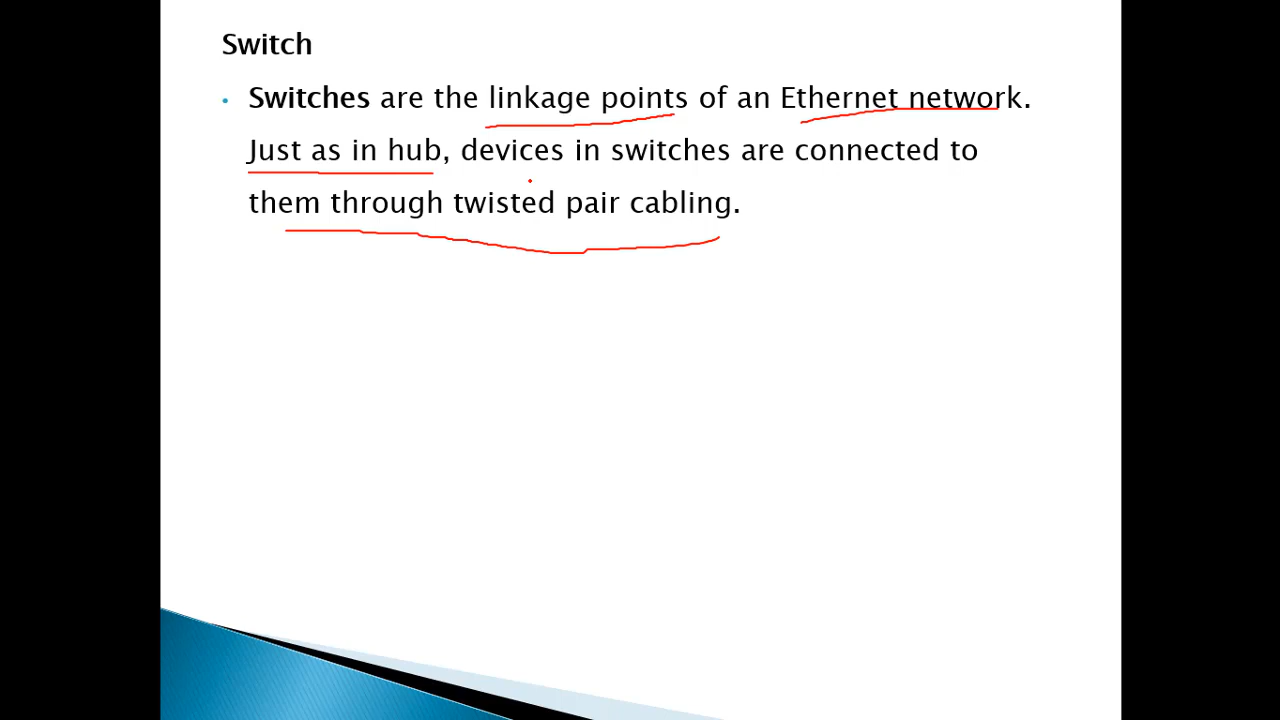 Switch
• Switches are the linkage points of an Ethernet network.
Just as in hub, devices in switches are connected to
them through twisted pair cabling.